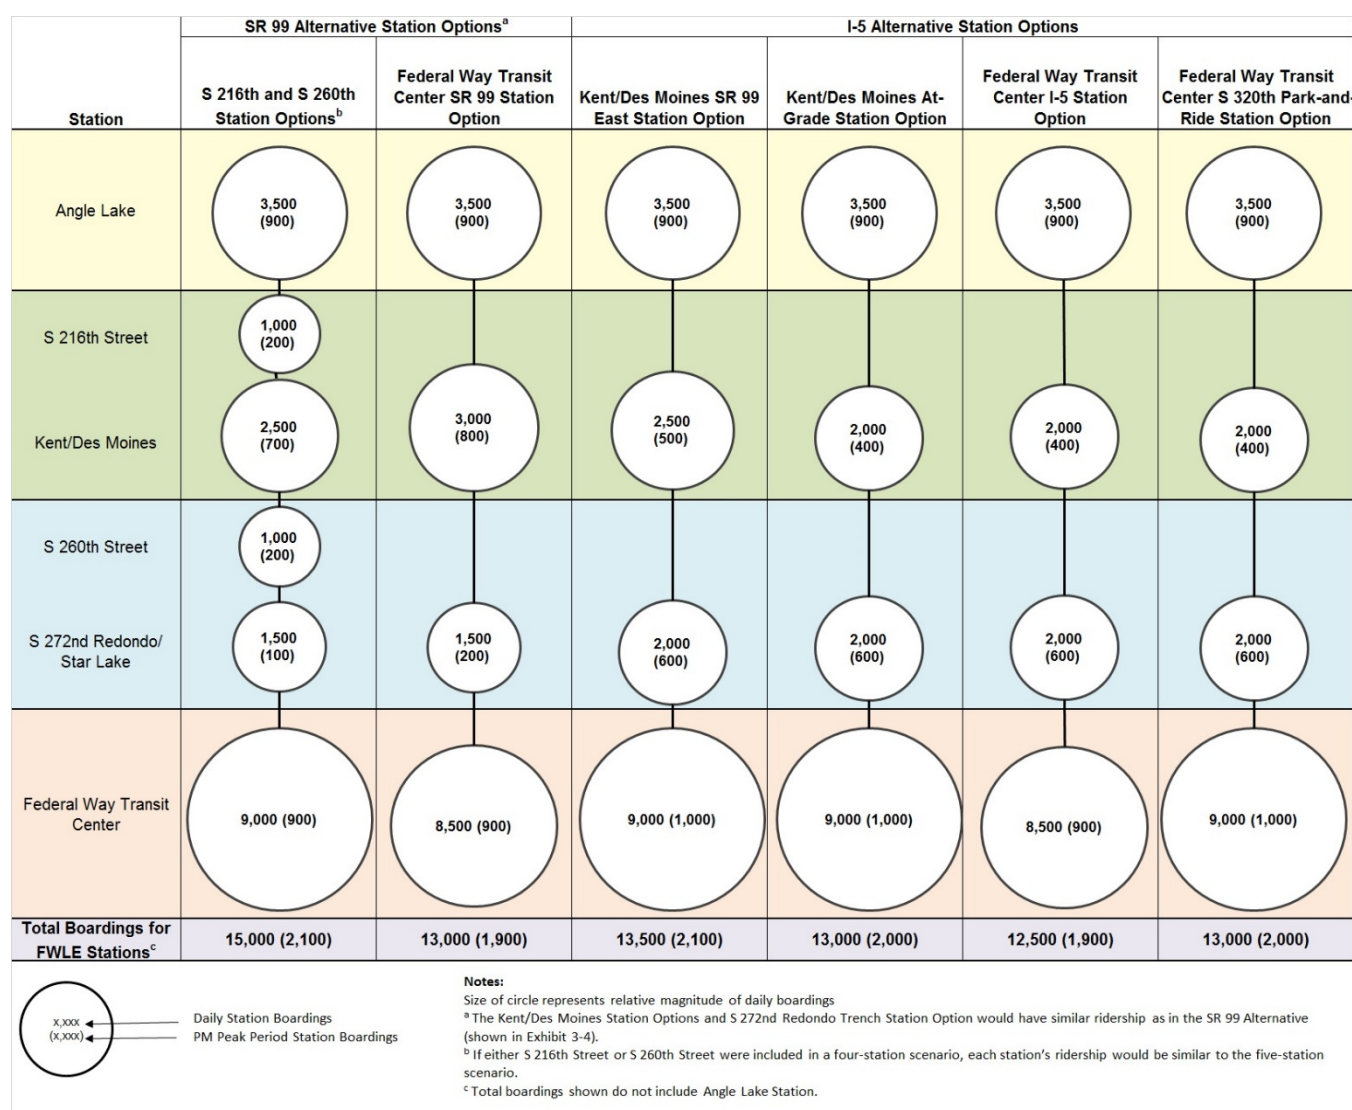 SR 99 Alternative Station Optionsᵃ
I-5 Alternative Station Options
Station
S 216th and S 260th
Station Optionsᵇ
Federal Way Transit
Center SR 99 Station
Option
Kent/Des Moines SR 99
East Station Option
Kent/Des Moines At-
Grade Station Option
Federal Way Transit
Center I-5 Station
Option
Federal Way Transit
Center S 320th Park-and-
Ride Station Option
Angle Lake
3,500
(900)
3,500
(900)
3,500
(900)
3,500
(900)
3,500
(900)
3,500
(900)
S 216th Street
1,000
(200)
Kent/Des Moines
2,500
(700)
3,000
(800)
2,500
(500)
2,000
(400)
2,000
(400)
2,000
(400)
S 260th Street
1,000
(200)
S 272nd Redondo/
Star Lake
1,500
(100)
1,500
(200)
2,000
(600)
2,000
(600)
2,000
(600)
2,000
(600)
Federal Way Transit
Center
9,000 (900)
8,500 (900)
9,000 (1,000)
9,000 (1,000)
8,500 (900)
9,000 (1,000)
Total Boardings for
FWLE Stationsᶜ
15,000 (2,100)
13,000 (1,900)
13,500 (2,100)
13,000 (2,000)
12,500 (1,900)
13,000 (2,000)
x,xxx
(x,xxx)
Daily Station Boardings
PM Peak Period Station Boardings
Notes:
Size of circle represents relative magnitude of daily boardings
ᵃ The Kent/Des Moines Station Options and S 272nd Redondo Trench Station Option would have similar ridership as in the SR 99 Alternative
(shown in Exhibit 3-4).
ᵇ If either S 216th Street or S 260th Street were included in a four-station scenario, each station's ridership would be similar to the five-station
scenario.
ᶜ Total boardings shown do not include Angle Lake Station.